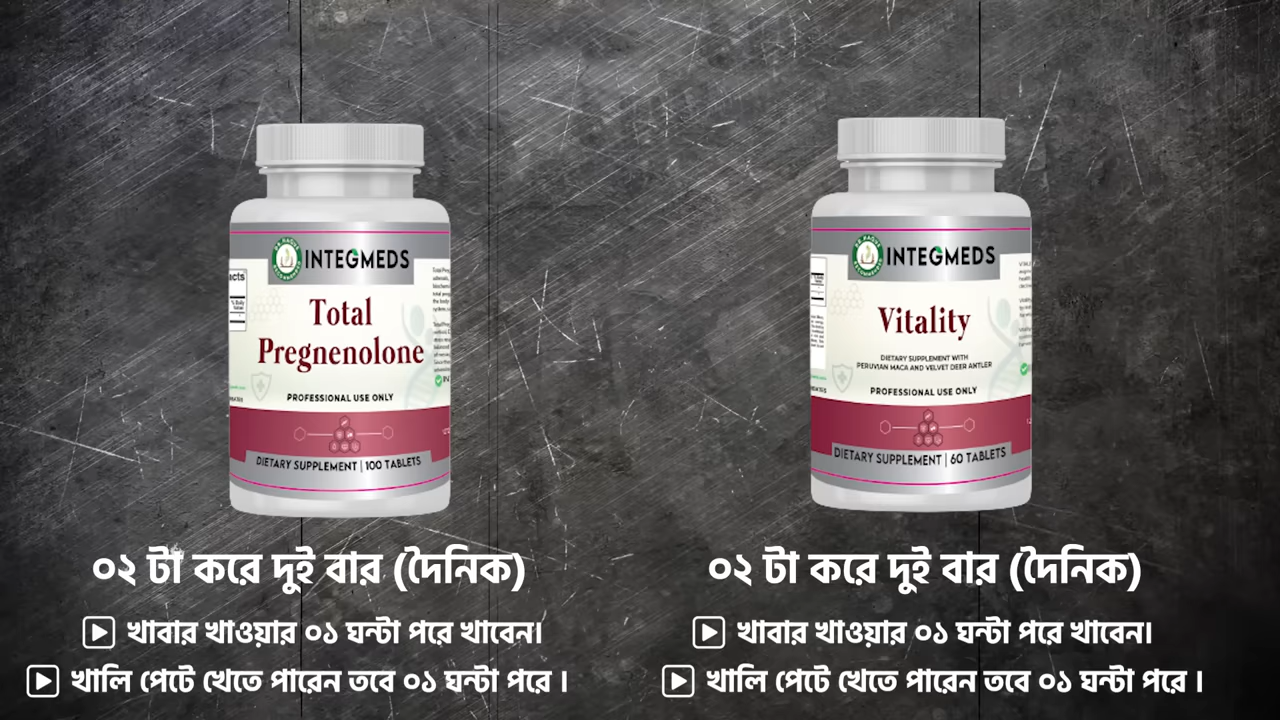 INTEGMEDS
Total
Pregnenolone
PROFESSIONAL USE ONLY
DIETARY SUPPLEMENT | 100 TABLETS
০২ টা করে দুই বার (দৈনিক)
খাবার খাওয়ার ০১ ঘন্টা পরে খাবেন।
খালি পেটে খেতে পারেন তবে ০১ ঘন্টা পরে ।
INTEGMEDS
Vitality
DIETARY SUPPLEMENT WITH
PERUVIAN MACA AND VELVET DEER ANTLER
PROFESSIONAL USE ONLY
DIETARY SUPPLEMENT | 60 TABLETS
০২ টা করে দুই বার (দৈনিক)
খাবার খাওয়ার ০১ ঘন্টা পরে খাবেন।
খালি পেটে খেতে পারেন তবে ০১ ঘন্টা পরে ।